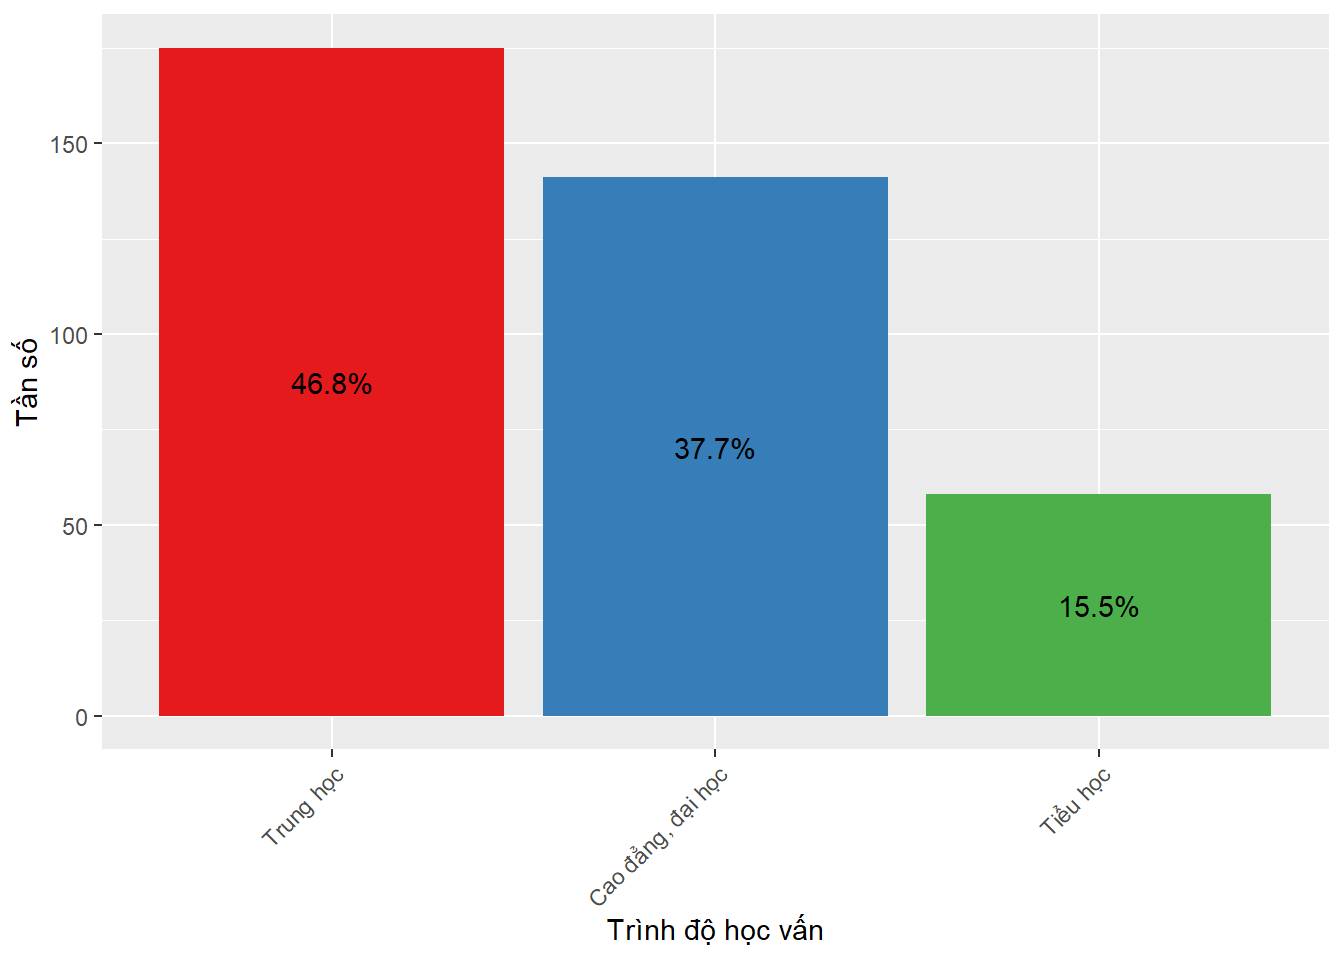 Tần số
150
100
50
0
46.8%
37.7%
15.5%
Trung học
Cao đẳng, đại học
Tiểu học
Trình độ học vấn